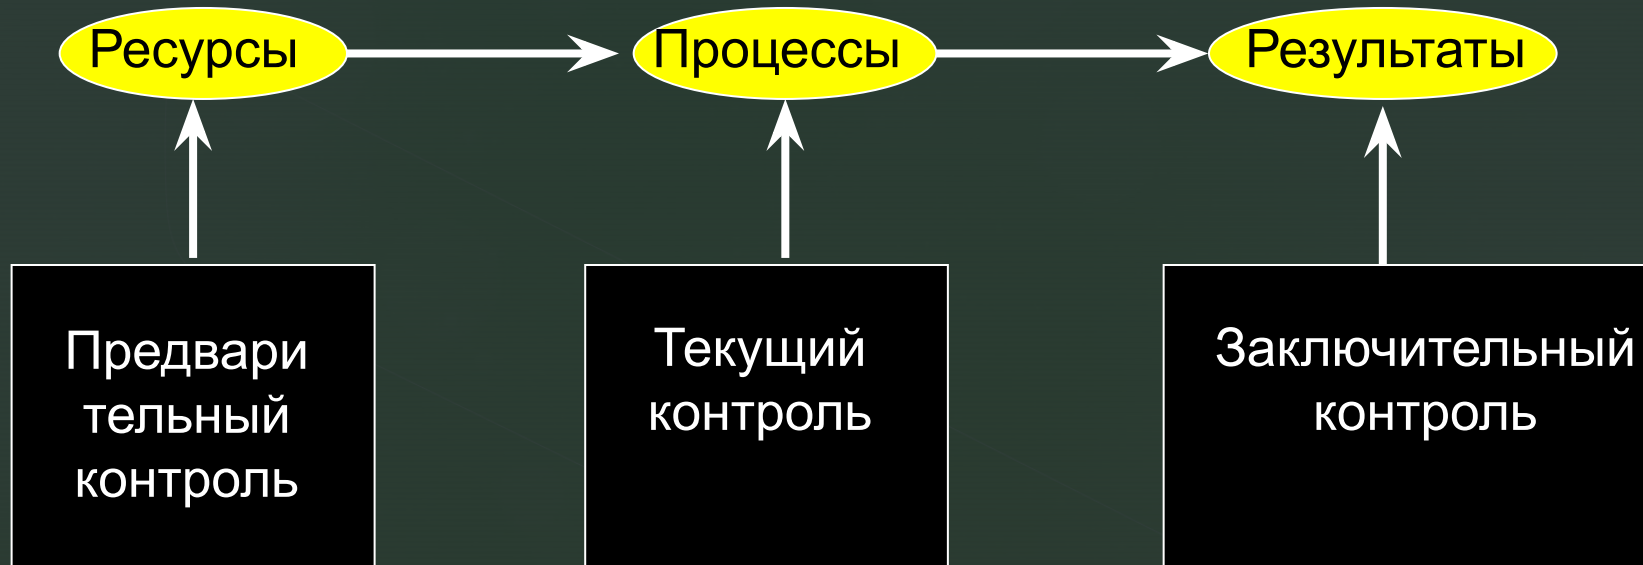 Ресурсы
Процессы
Результаты
Предвари
тельный
контроль
Текущий
контроль
Заключительный
контроль